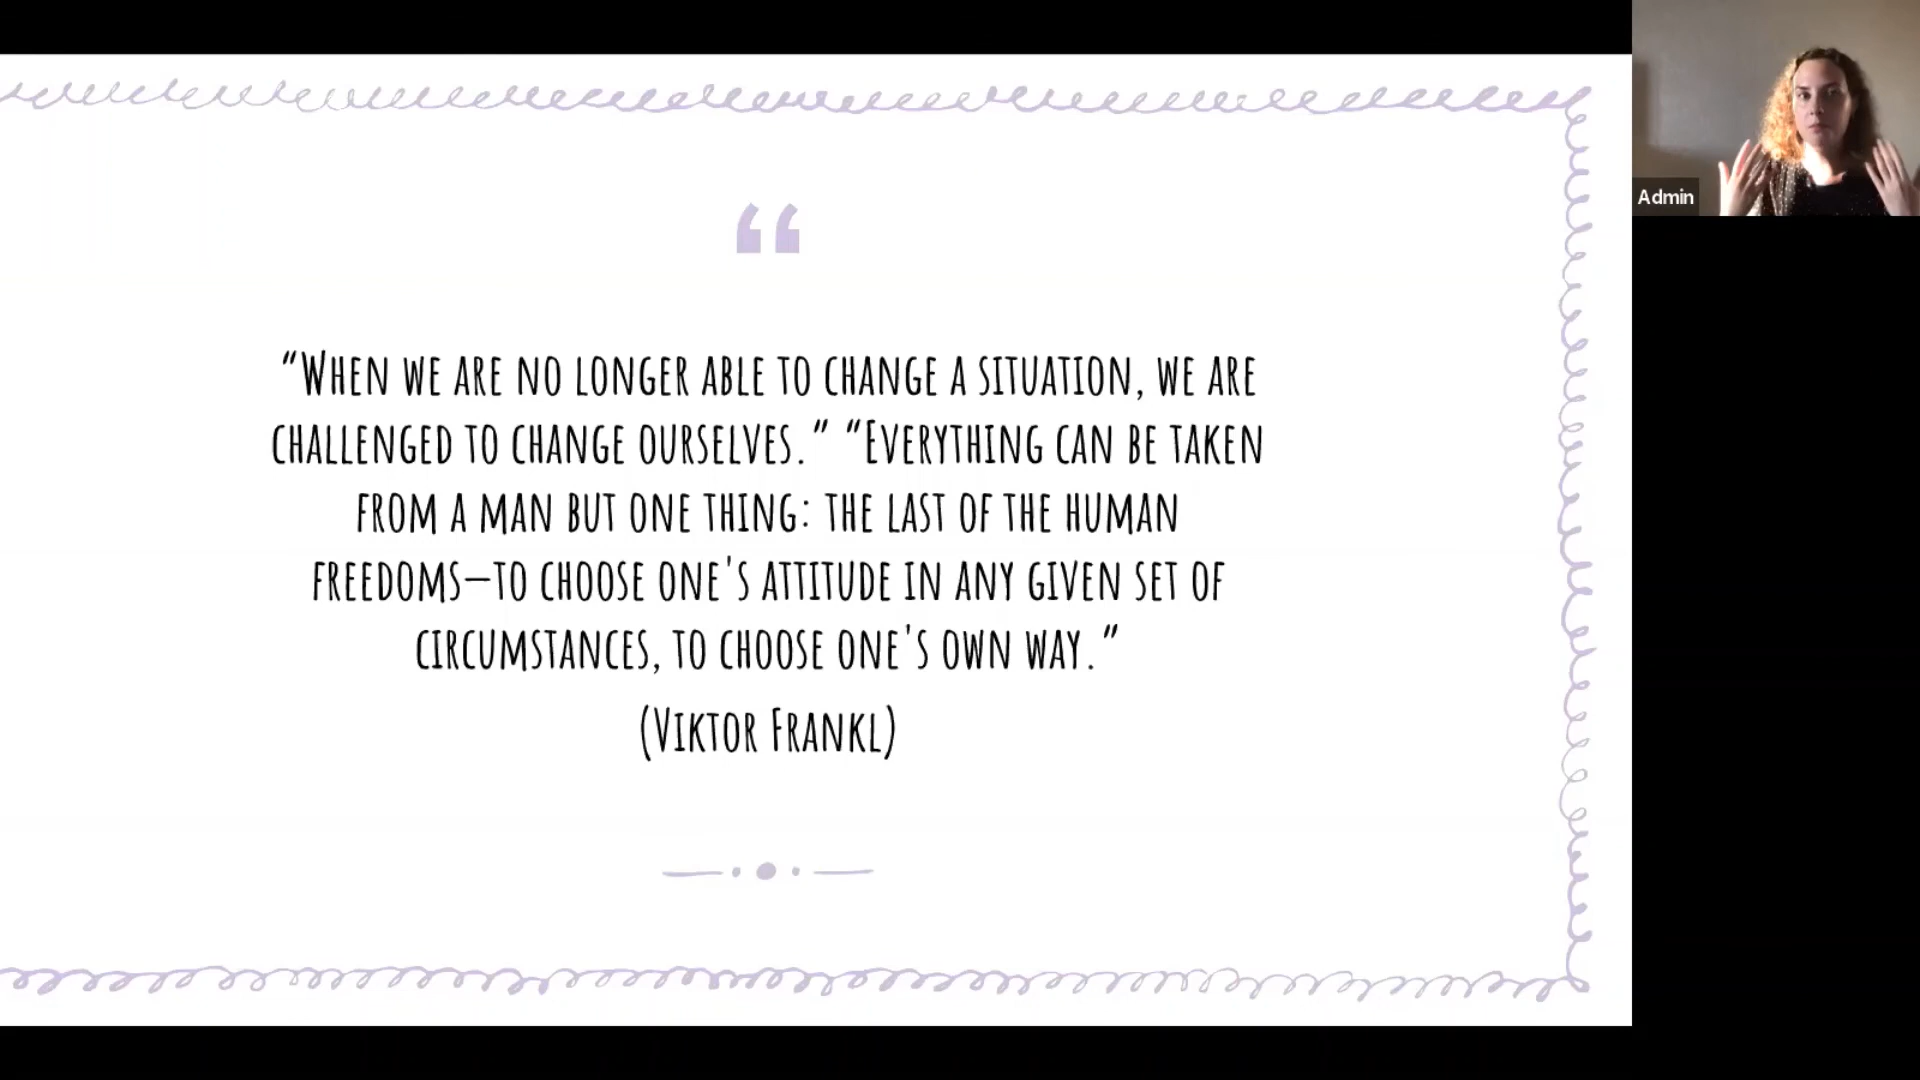 “When we are no longer able to change a situation, we are
challenged to change ourselves.” “Everything can be taken
from a man but one thing: the last of the human
freedoms—to choose one's attitude in any given set of
circumstances, to choose one's own way.”
(Viktor Frankl)
Admin